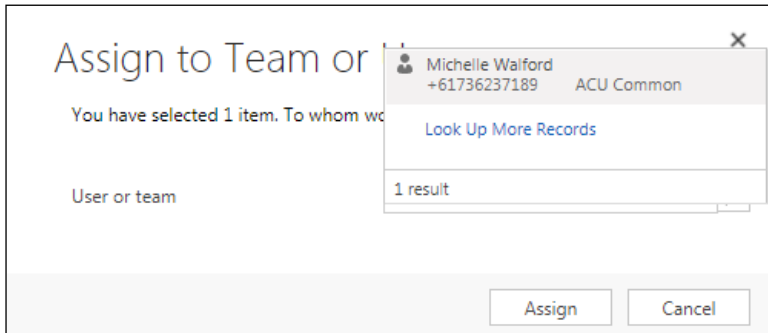 Assign to Team or
Michelle Walford
+61736237189 ACU Common
You have selected 1 item. To whom
Look Up More Records
User or team
1 result
Assign
Cancel